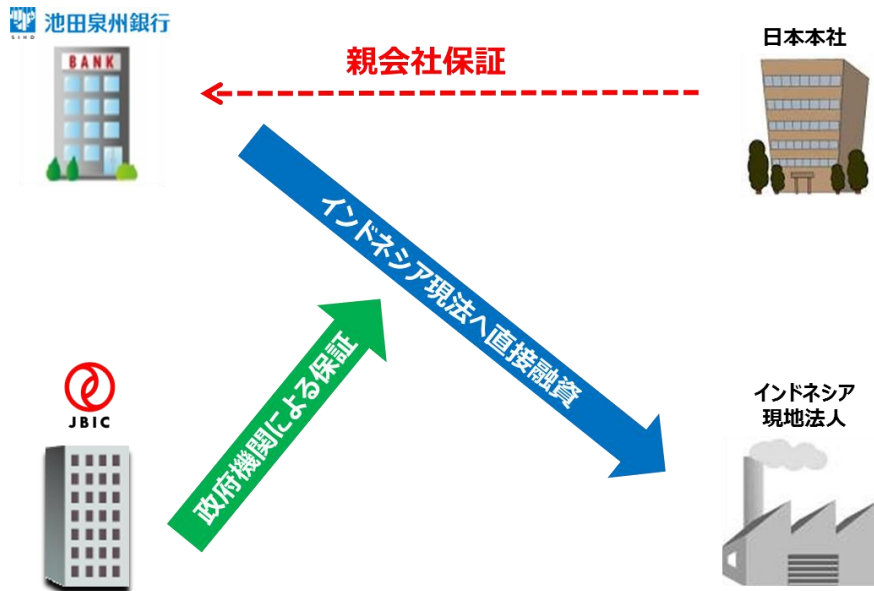 池田泉州銀行
SIHD
BANK
親会社保証
日本本社
インドネシア現法へ直接融資
政府機関による保証
JBIC
インドネシア
現地法人